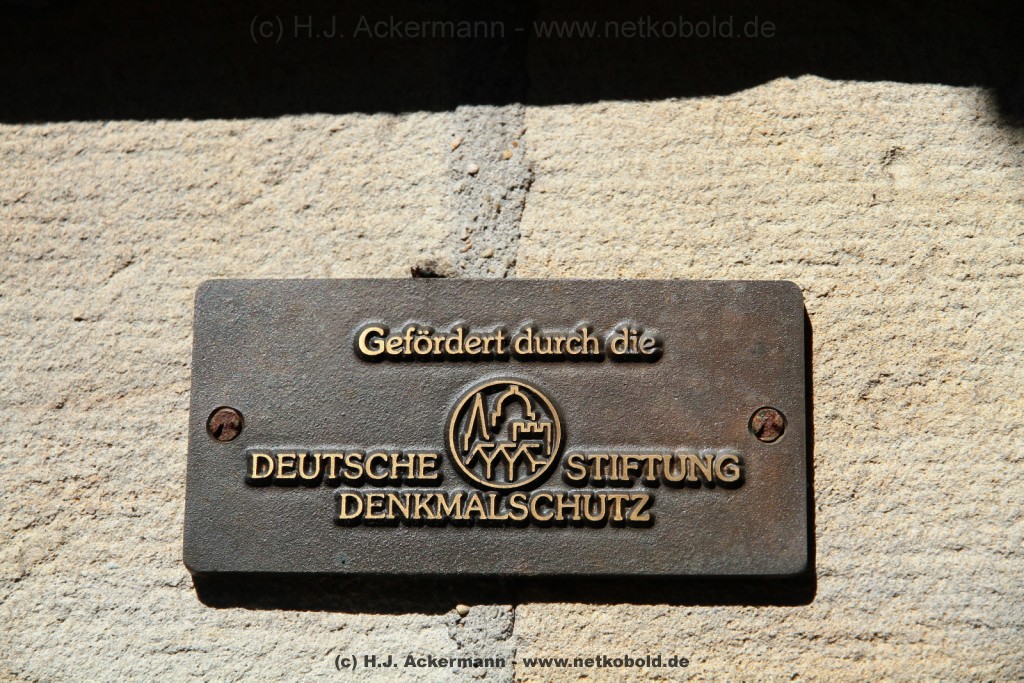 (c) H.J. Ackermann - www.netkobold.de
Gefördert durch die
DEUTSCHE STIFTUNG
DENKMALSCHUTZ
(c) H.J. Ackermann - www.netkobold.de